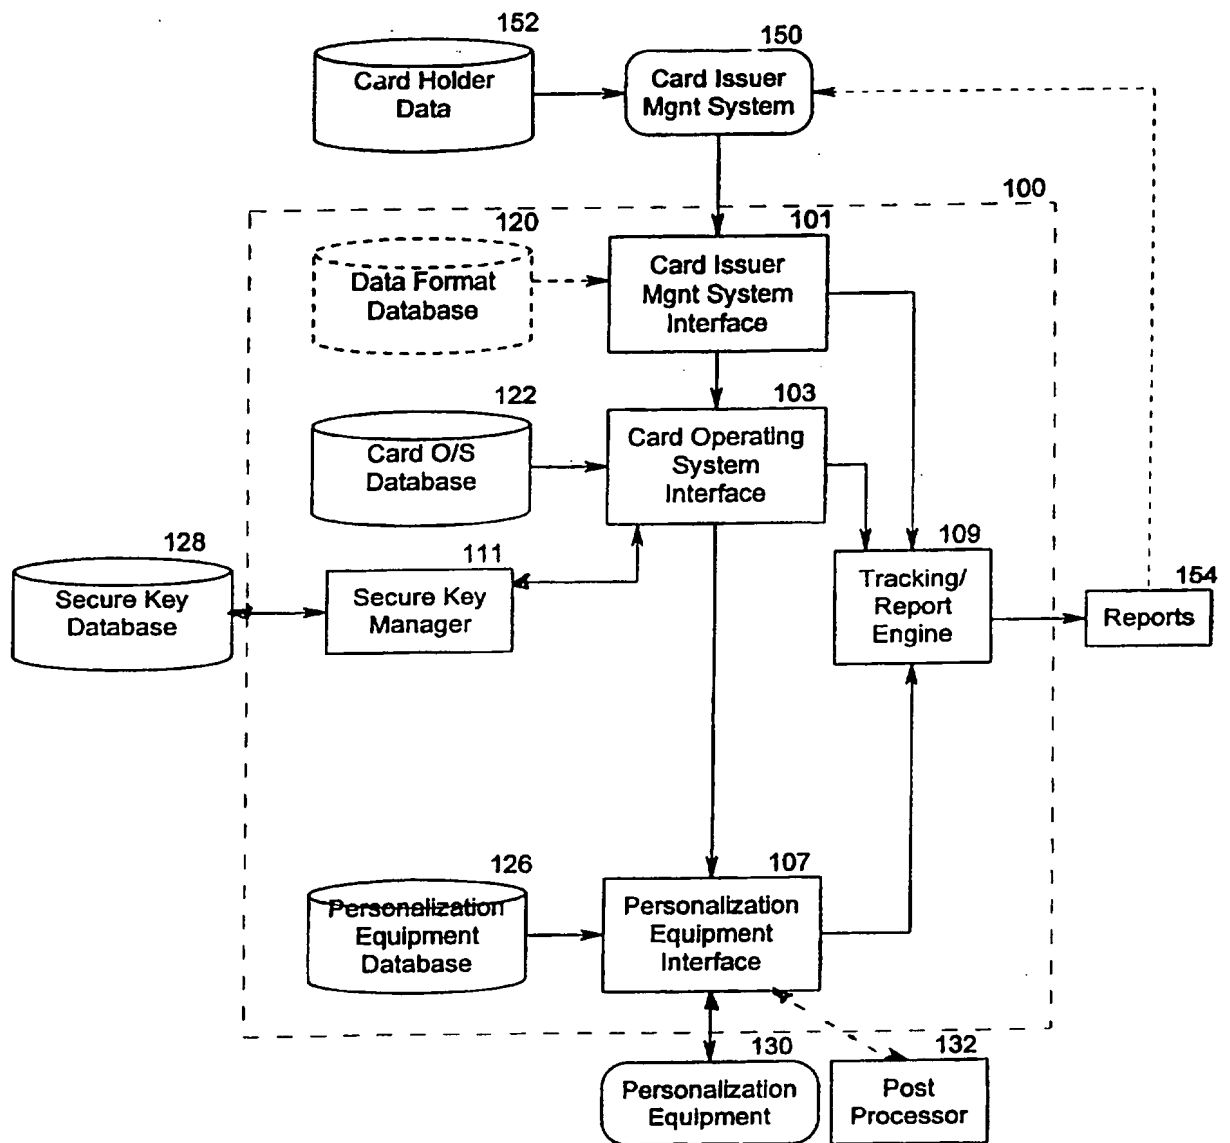 152
Card Holder
Data
150
Card Issuer
Mgnt System
100
120
Data Format
Database
101
Card Issuer
Mgnt System
Interface
122
Card O/S
Database
103
Card Operating
System
Interface
128
Secure Key
Database
111
Secure Key
Manager
109
Tracking/
Report
Engine
154
Reports
126
Personalization
Equipment
Database
107
Personalization
Equipment
Interface
130
Personalization
Equipment
132
Post
Processor